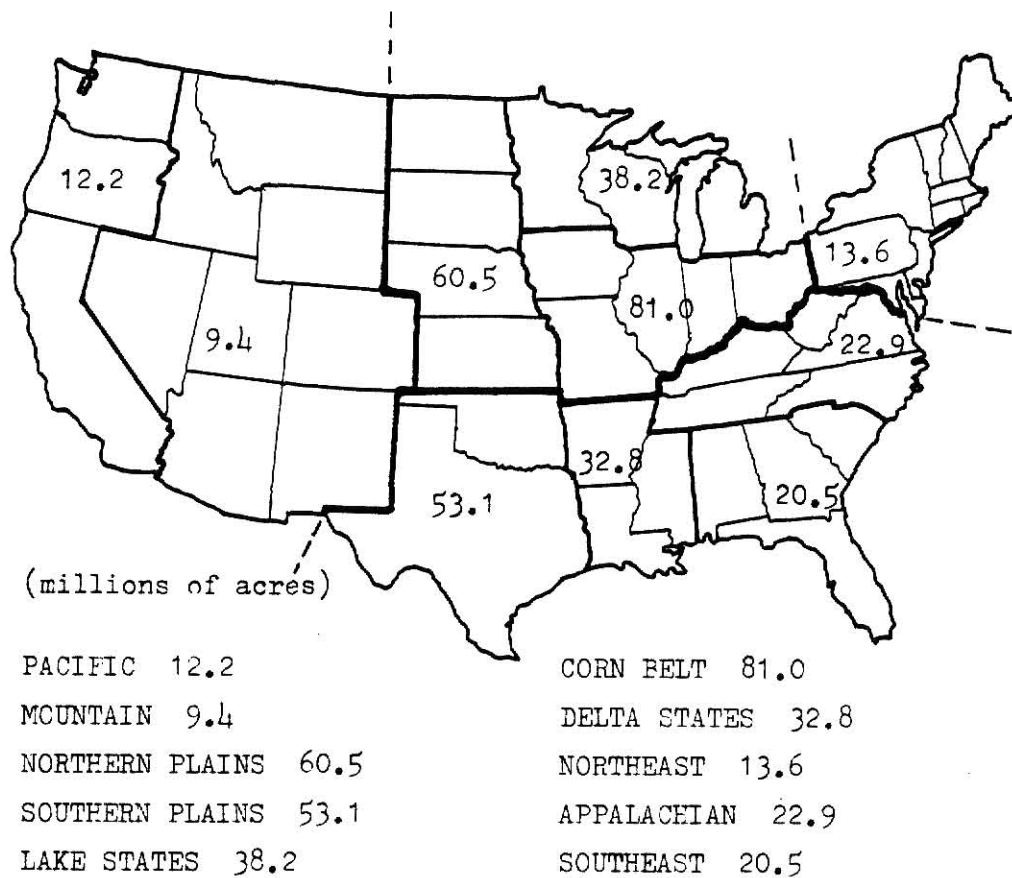 12.2
38.2
13.6
60.5
81.0
9.4
22.9
32.8
20.5
53.1
(millions of acres)
PACIFIC 12.2
MOUNTAIN 9.4
NORTHERN PLAINS 60.5
SOUTHERN PLAINS 53.1
LAKE STATES 38.2
CORN BELT 81.0
DELTA STATES 32.8
NORTHEAST 13.6
APPALACHIAN 22.9
SOUTHEAST 20.5